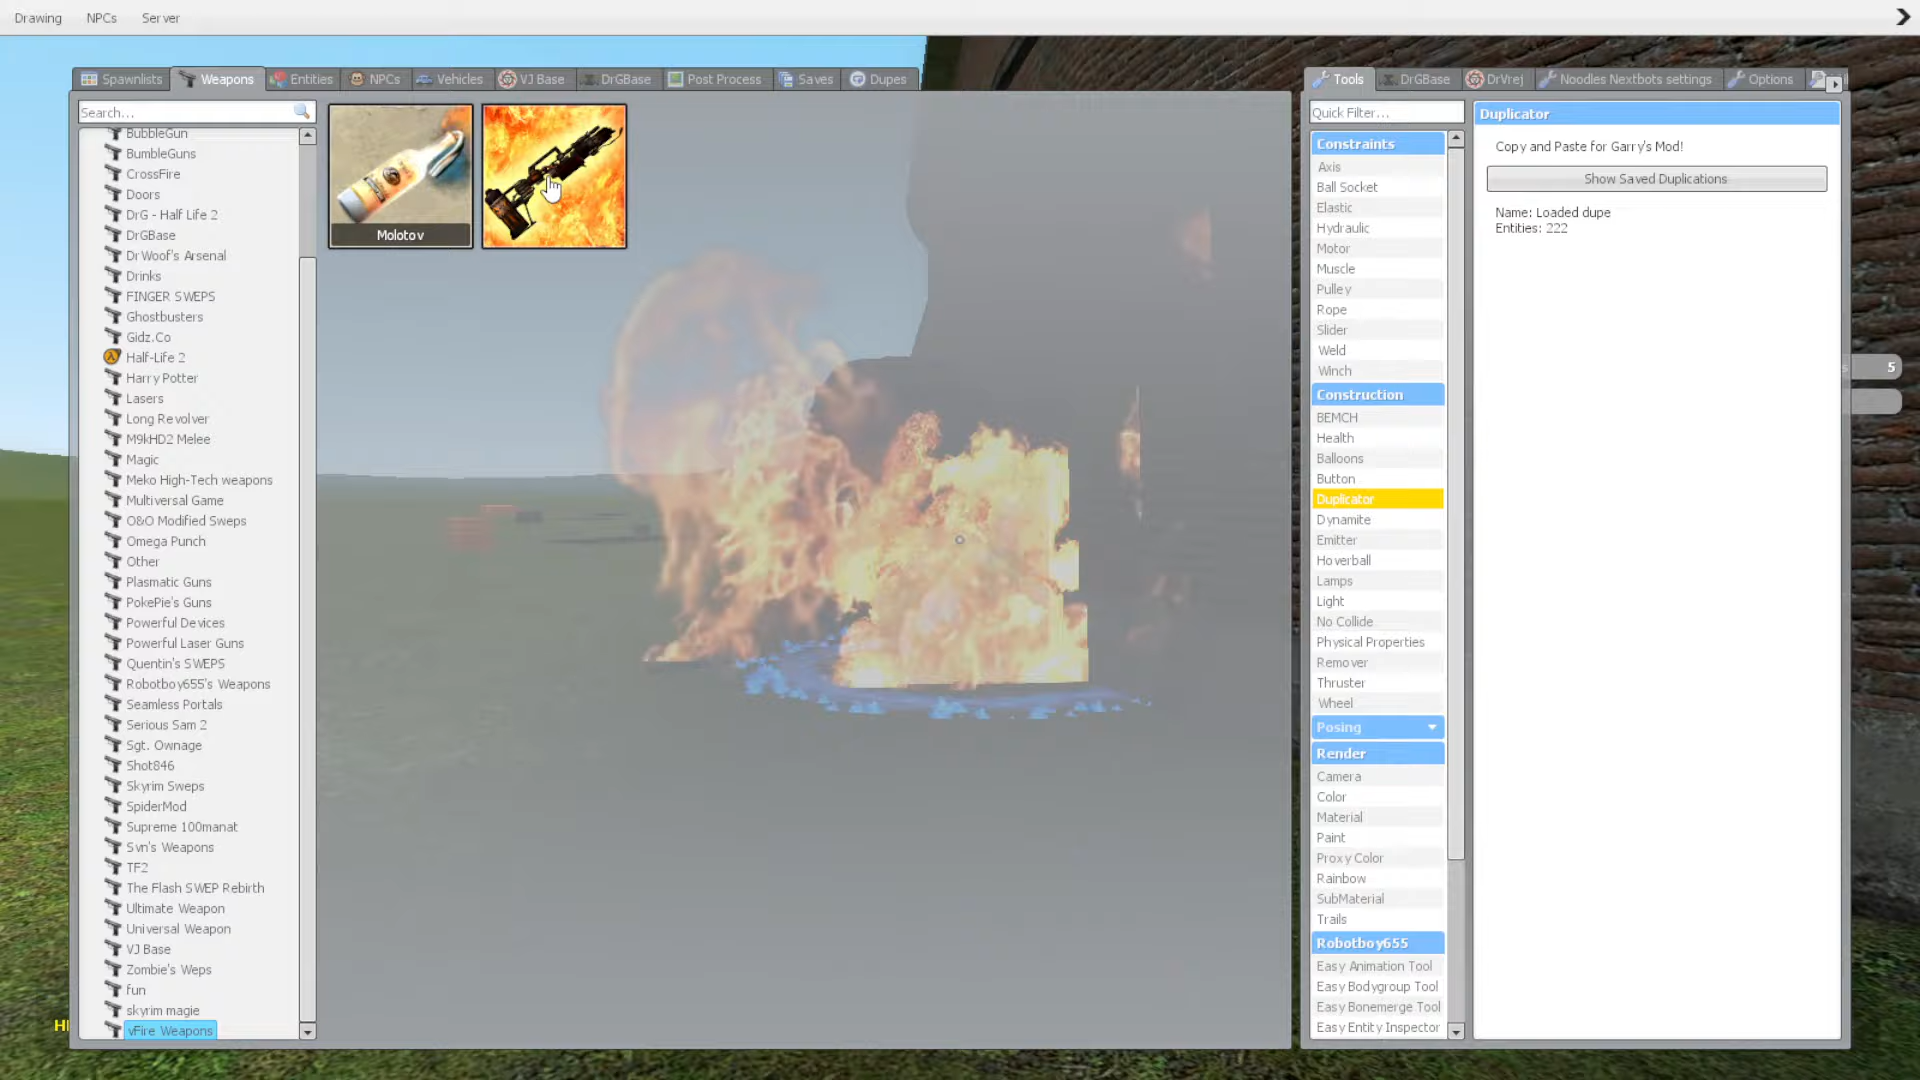 Drawing NPCs Server
Spawnlists Weapons Entities NPCs Vehicles VJ Base DrGBase Post Process Saves Dupes
Search...
BubbleGun
BumbleGuns
CrossFire
Doors
DrG - Half Life 2
DrGBase
DrWoof's Arsenal
Drinks
FINGER SWEPS
Ghostbusters
Gidz.Co
Half-Life 2
Harry Potter
Lasers
Long Revolver
M9kHD2 Melee
Magic
Meko High-Tech weapons
Multiversal Game
O&O Modified Sweps
Omega Punch
Other
Plasmatic Guns
PokePie's Guns
Powerful Devices
Powerful Laser Guns
Quentin's SWEPS
Robotboy655's Weapons
Seamless Portals
Serious Sam 2
Sgt. Ownage
Shot846
Skyrim Sweps
SpiderMod
Supreme 100manat
Svn's Weapons
TF2
The Flash SWEP Rebirth
Ultimate Weapon
Universal Weapon
VJ Base
Zombie's Weps
fun
skyrim magie
vFire Weapons
Molotov
Tools DrGBase DrVrej Noodles Nextbots settings Options
Quick Filter...
Constraints
Axis
Ball Socket
Elastic
Hydraulic
Motor
Muscle
Pulley
Rope
Slider
Weld
Winch
Construction
BEMCH
Health
Balloons
Button
Duplicator
Dynamite
Emitter
Hoverball
Lamps
Light
No Collide
Physical Properties
Remover
Thruster
Wheel
Posing
Render
Camera
Color
Material
Paint
Proxy Color
Rainbow
SubMaterial
Trails
Robotboy655
Easy Animation Tool
Easy Bodygroup Tool
Easy Bonemerge Tool
Easy Entity Inspector
Duplicator
Copy and Paste for Garry's Mod!
Show Saved Duplications
Name: Loaded dupe
Entities: 222
5